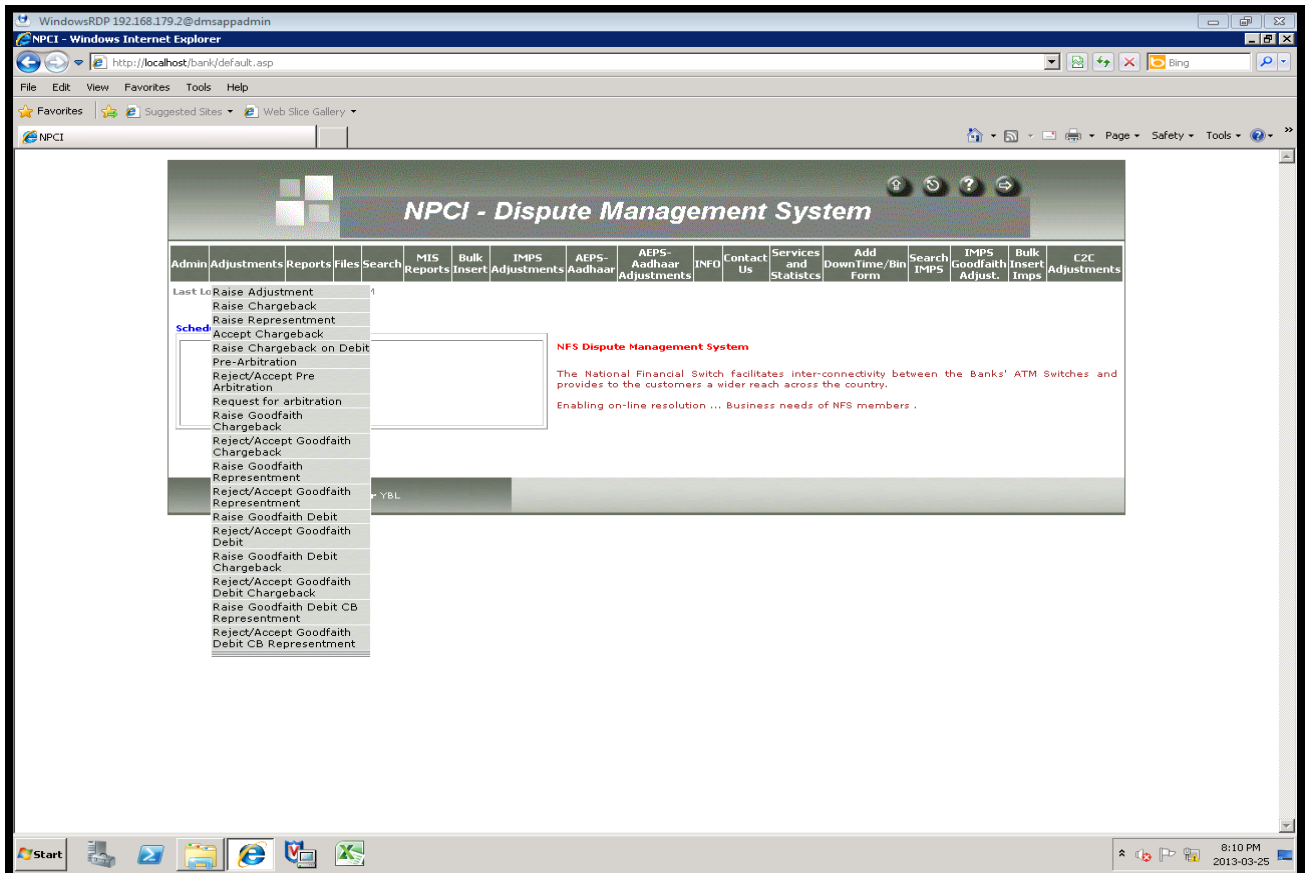 WindowsRDP 192.168.179.2@dmsappadmin
NPCI - Windows Internet Explorer
http://localhost/bank/default.asp
Bing
File Edit View Favorites Tools Help
Favorites Suggested Sites Web Slice Gallery
NPCI
Page Safety Tools
NPCI - Dispute Management System
Admin Adjustments Reports Files Search MIS Reports Bulk Insert IMPS Adjustments AEPS-Aadhaar AEPS-Aadhaar Adjustments INFO Contact Us Services and Statistcs Add DownTime/Bin Form Search IMPS IMPS Goodfaith Adjust. Bulk Insert Imps C2C Adjustments
Last Lo
Sched
Raise Adjustment
Raise Chargeback
Raise Representment
Accept Chargeback
Raise Chargeback on Debit
Pre-Arbitration
Reject/Accept Pre
Arbitration
Request for arbitration
Raise Goodfaith
Chargeback
Reject/Accept Goodfaith
Chargeback
Raise Goodfaith
Representment
Reject/Accept Goodfaith
Representment
Raise Goodfaith Debit
Reject/Accept Goodfaith
Debit
Raise Goodfaith Debit
Chargeback
Reject/Accept Goodfaith
Debit Chargeback
Raise Goodfaith Debit CB
Representment
Reject/Accept Goodfaith
Debit CB Representment
NFS Dispute Management System
The National Financial Switch facilitates inter-connectivity between the Banks' ATM Switches and
provides to the customers a wider reach across the country.
Enabling on-line resolution ... Business needs of NFS members .
YBL
Start
8:10 PM
2013-03-25